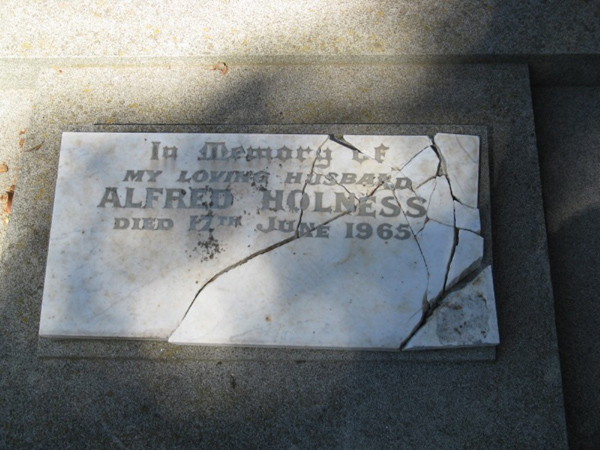 In Memory of
MY LOVING HUSBAND
ALFRED HOLNESS
DIED 17TH JUNE 1965